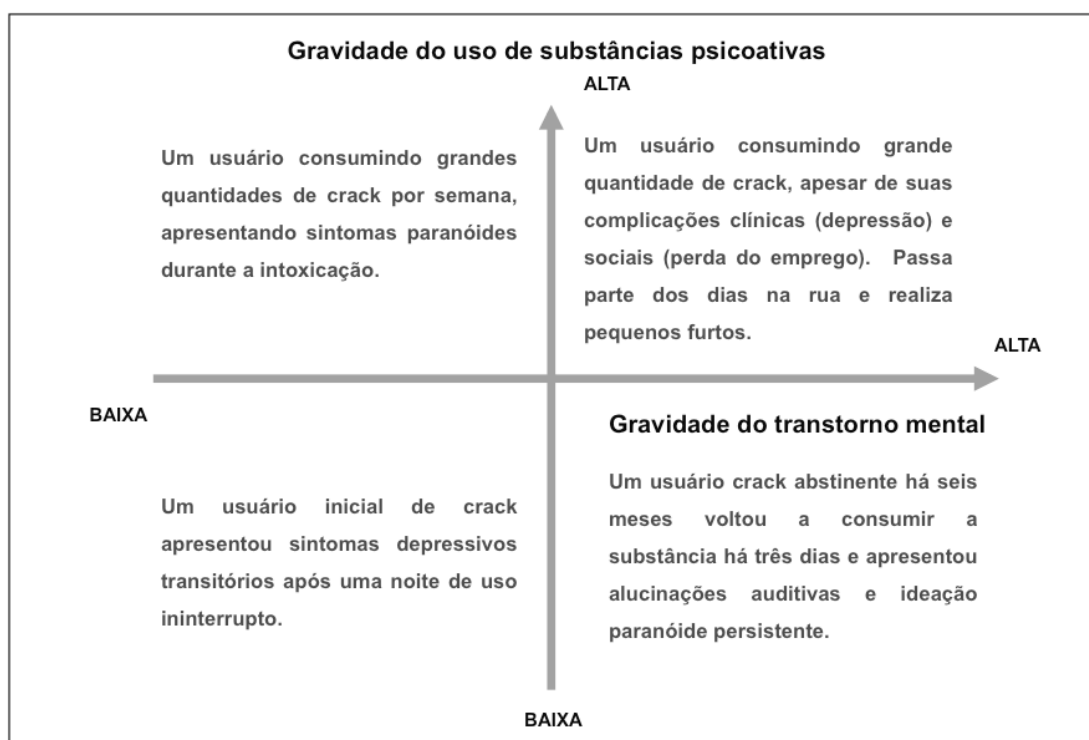 Gravidade do uso de substâncias psicoativas
ALTA
Um usuário consumindo grandes
quantidades de crack por semana,
apresentando sintomas paranóides
durante a intoxicação.
Um usuário consumindo grande
quantidade de crack, apesar de suas
complicações clínicas (depressão) e
sociais (perda do emprego). Passa
parte dos dias na rua e realiza
pequenos furtos.
ALTA
BAIXA
Gravidade do transtorno mental
Um usuário inicial de crack
apresentou sintomas depressivos
transitórios após uma noite de uso
ininterrupto.
Um usuário crack abstinente há seis
meses voltou a consumir a
substância há três dias e apresentou
alucinações auditivas e ideação
paranóide persistente.
BAIXA